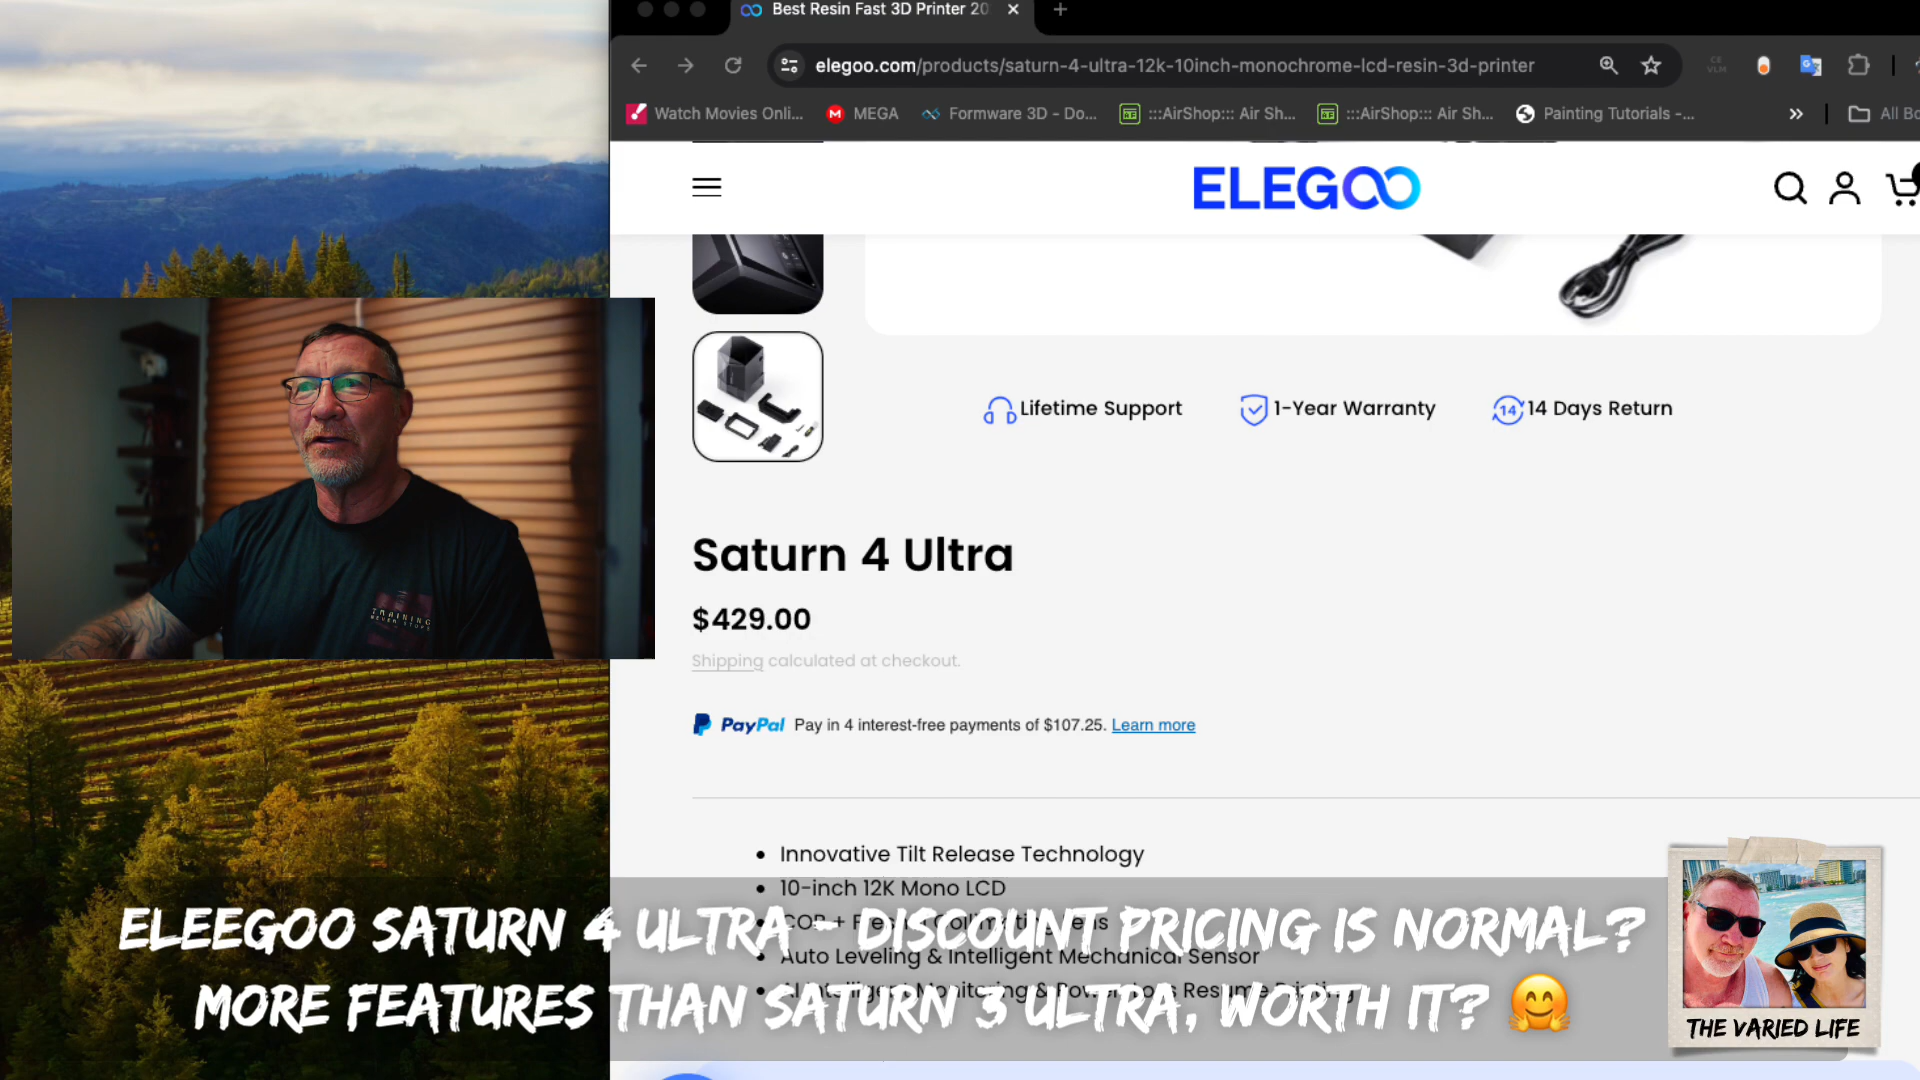 Best Resin Fast 3D Printer 20
elegoo.com/products/saturn-4-ultra-12k-10inch-monochrome-lcd-resin-3d-printer
CE
VLM
Watch Movies Onli...
MEGA
Formware 3D - Do...
:::AirShop::: Air Sh...
:::AirShop::: Air Sh...
Painting Tutorials -...
All Bo
ELEGOO
Lifetime Support
1-Year Warranty
14
14 Days Return
Saturn 4 Ultra
$429.00
Shipping calculated at checkout.
PayPal Pay in 4 interest-free payments of $107.25. Learn more
TRAINING
NEVER STOPS
Innovative Tilt Release Technology
10-inch 12K Mono LCD
Auto Leveling & Intelligent Mechanical Sensor
ELEEGOO SATURN 4 ULTRA - DISCOUNT PRICING IS NORMAL?
MORE FEATURES THAN SATURN 3 ULTRA, WORTH IT? 🤗
THE VARIED LIFE